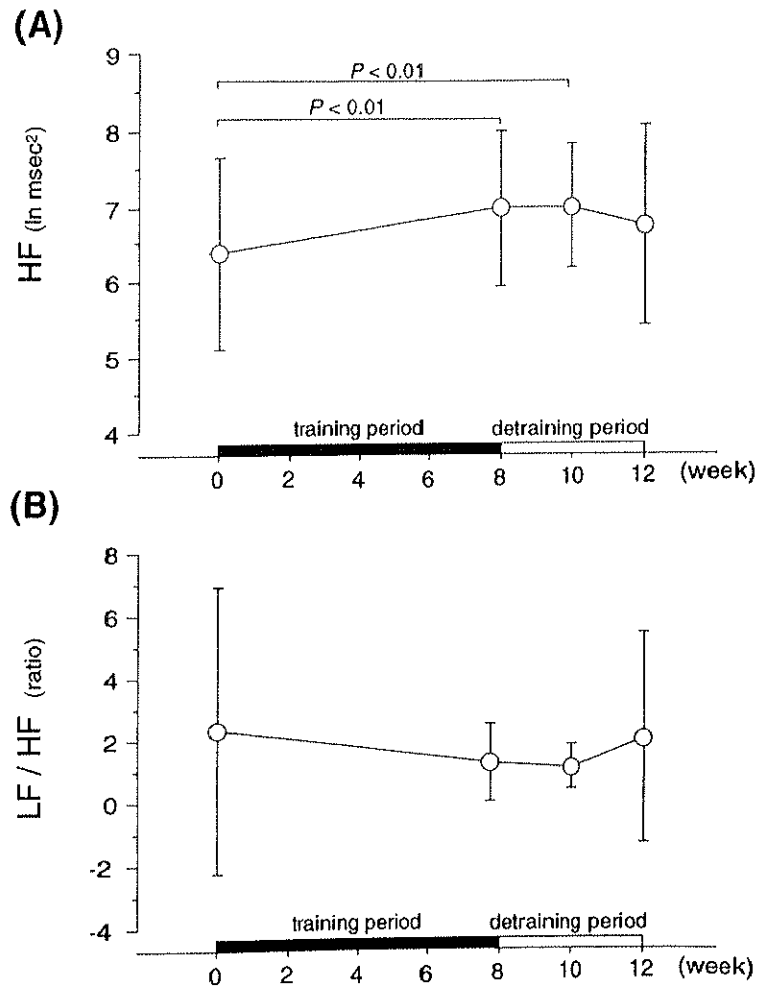 (A)
9
P < 0.01
P < 0.01
8
7
6
5
4
HF (ln msec²)
training period detraining period
0 2 4 6 8 10 12 (week)
(B)
8
6
4
2
0
-2
-4
LF / HF (ratio)
training period detraining period
0 2 4 6 8 10 12 (week)